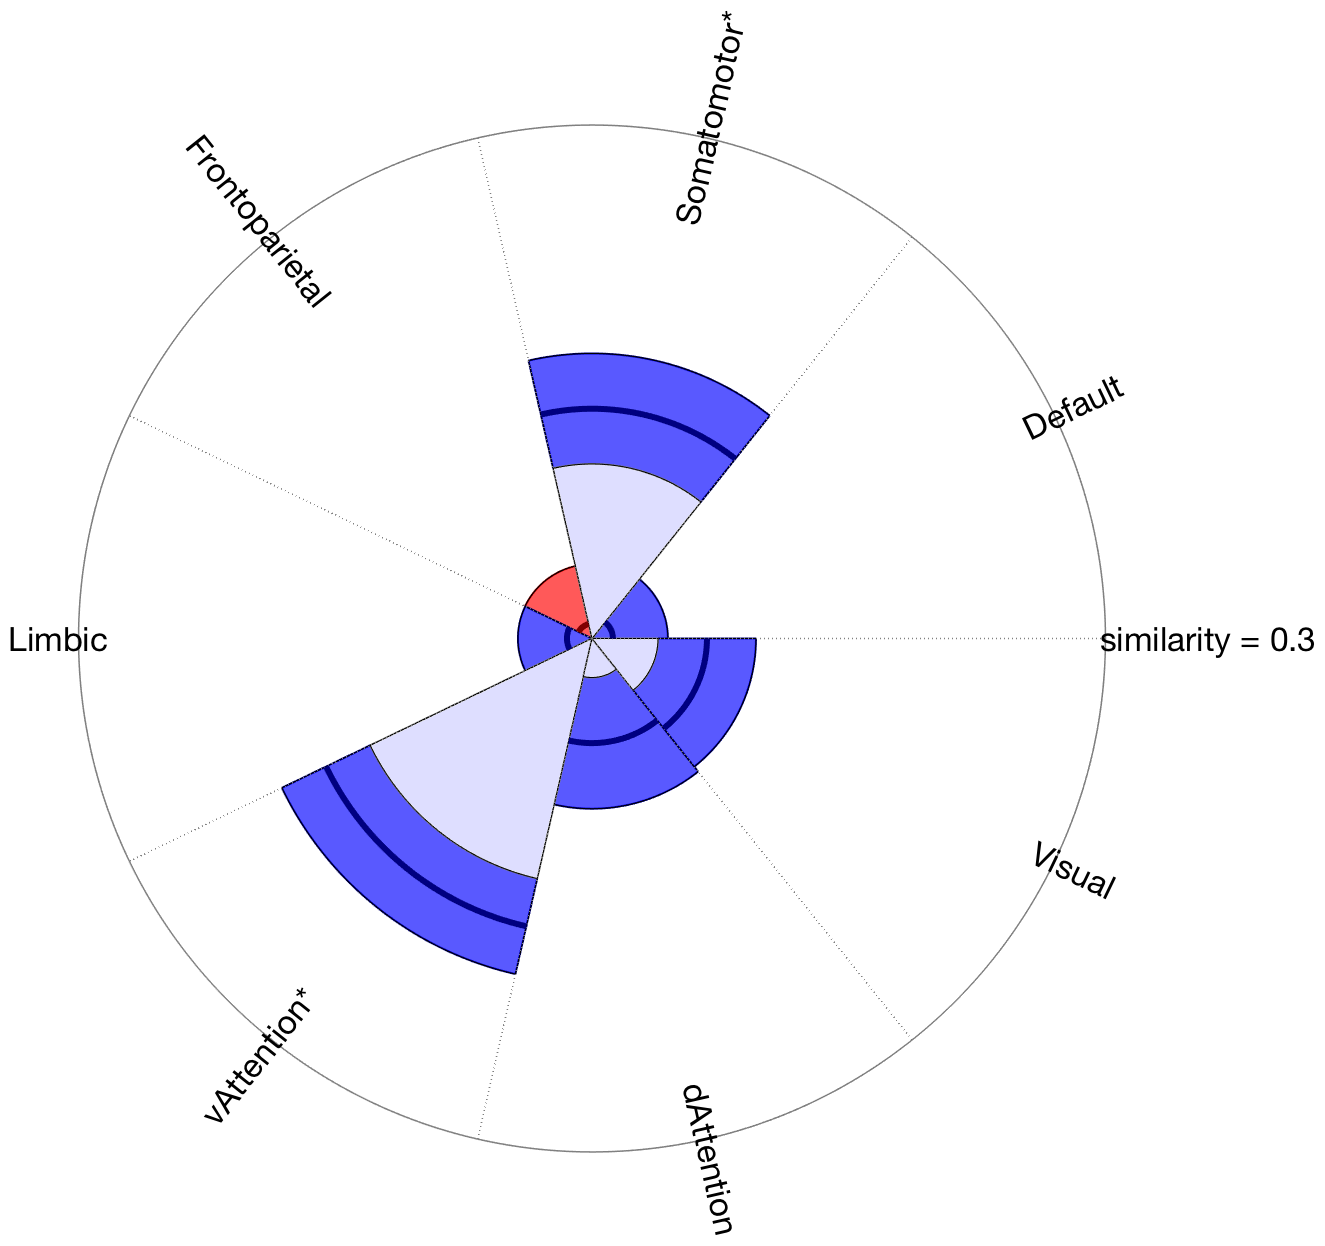 Somatomotor*
Frontoparietal
Default
Limbic
similarity = 0.3
Visual
vAttention*
dAttention